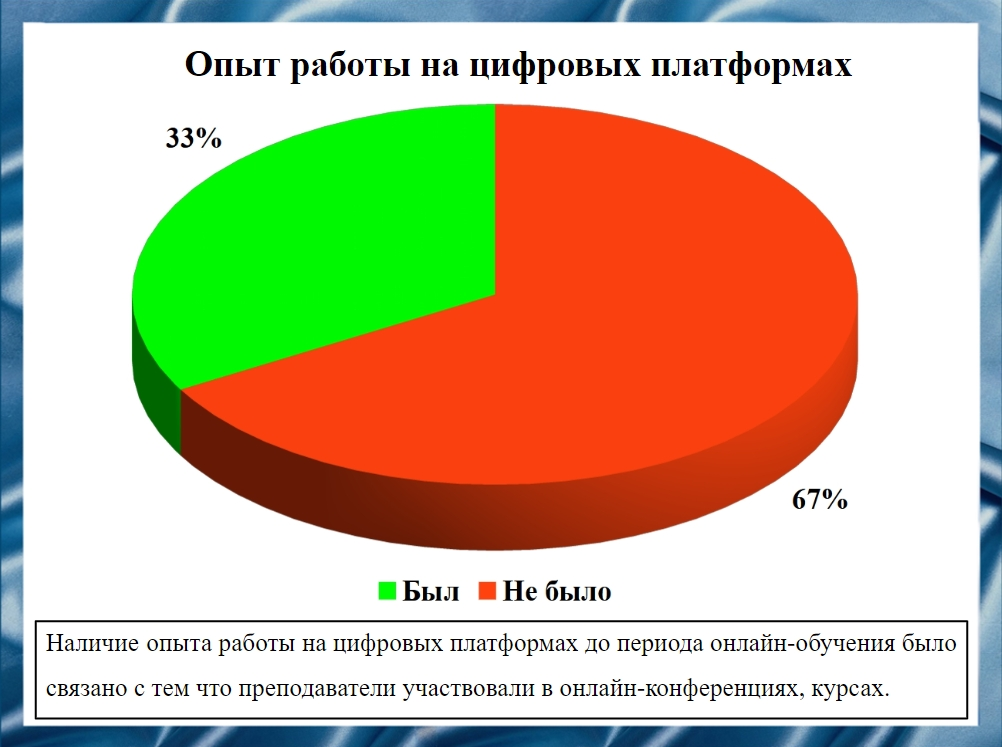 Опыт работы на цифровых платформах
33%
67%
Был Не было
Наличие опыта работы на цифровых платформах до периода онлайн-обучения было
связано с тем что преподаватели участвовали в онлайн-конференциях, курсах.